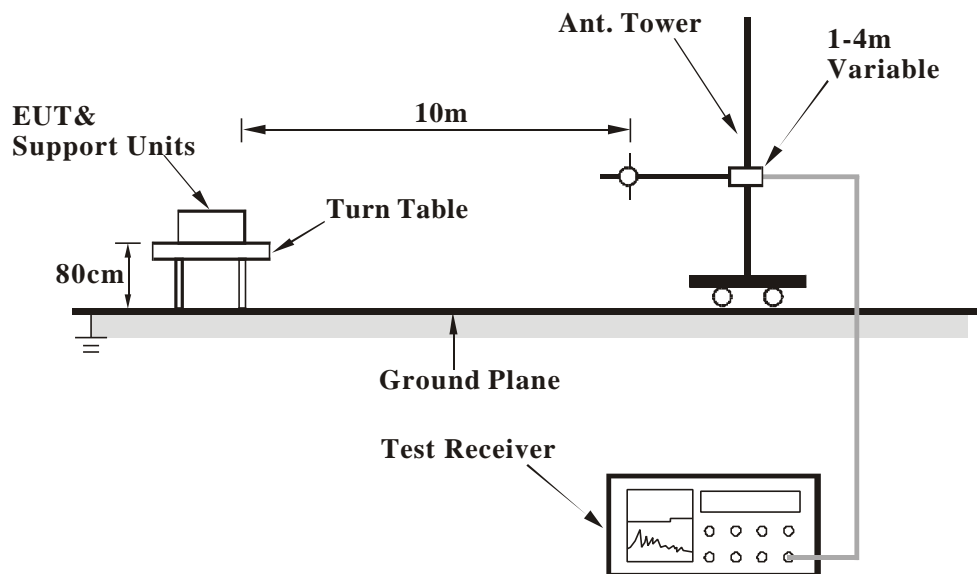 Ant. Tower
1-4m
Variable
10m
EUT&
Support Units
Turn Table
80cm
Ground Plane
Test Receiver